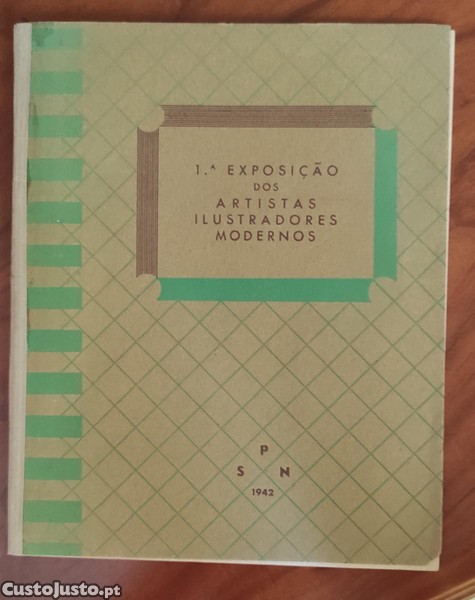 1.ᴬ EXPOSIÇÃO
DOS
ARTISTAS
ILUSTRADORES
MODERNOS
P
S N
1942
CustoJusto.pt